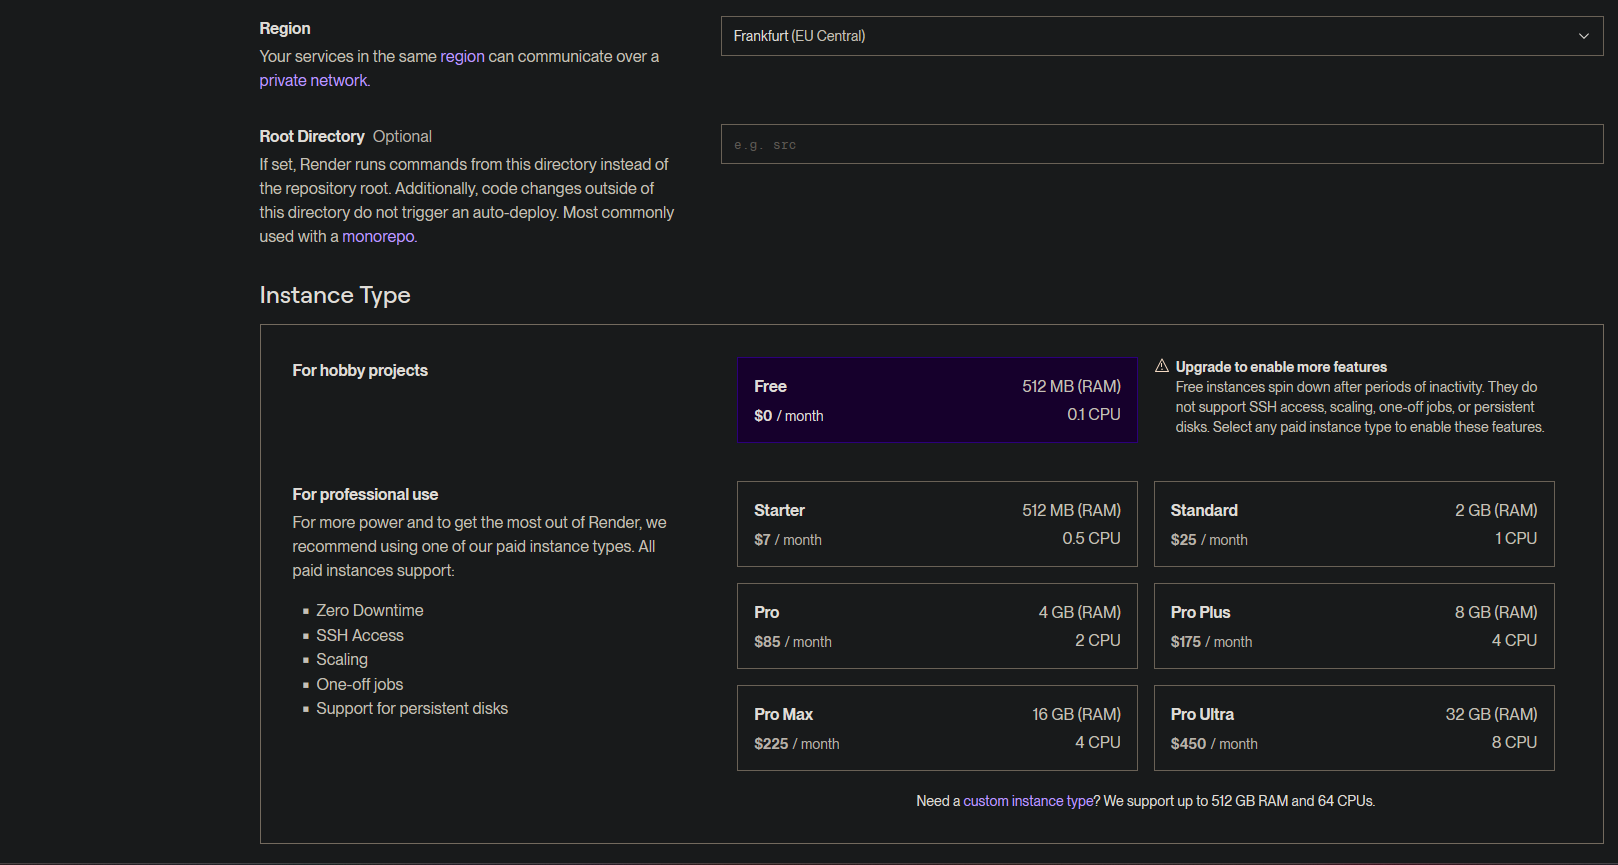 Region
Your services in the same region can communicate over a
private network.
Frankfurt (EU Central)
Root Directory Optional
If set, Render runs commands from this directory instead of
the repository root. Additionally, code changes outside of
this directory do not trigger an auto-deploy. Most commonly
used with a monorepo.
e.g. src
Instance Type
For hobby projects
Free 512 MB (RAM)
$0 / month 0.1 CPU
Upgrade to enable more features
Free instances spin down after periods of inactivity. They do
not support SSH access, scaling, one-off jobs, or persistent
disks. Select any paid instance type to enable these features.
For professional use
For more power and to get the most out of Render, we
recommend using one of our paid instance types. All
paid instances support:
Zero Downtime
SSH Access
Scaling
One-off jobs
Support for persistent disks
Starter 512 MB (RAM)
$7 / month 0.5 CPU
Standard 2 GB (RAM)
$25 / month 1 CPU
Pro 4 GB (RAM)
$85 / month 2 CPU
Pro Plus 8 GB (RAM)
$175 / month 4 CPU
Pro Max 16 GB (RAM)
$225 / month 4 CPU
Pro Ultra 32 GB (RAM)
$450 / month 8 CPU
Need a custom instance type? We support up to 512 GB RAM and 64 CPUs.